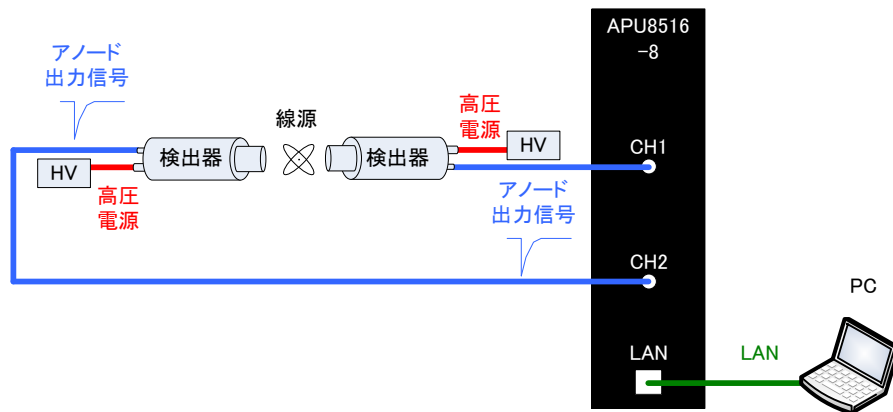 APU8516
-8
アノード
出力信号
線源
高圧
電源
HV
検出器
検出器
CH1
HV
高圧
電源
アノード
出力信号
CH2
PC
LAN
LAN